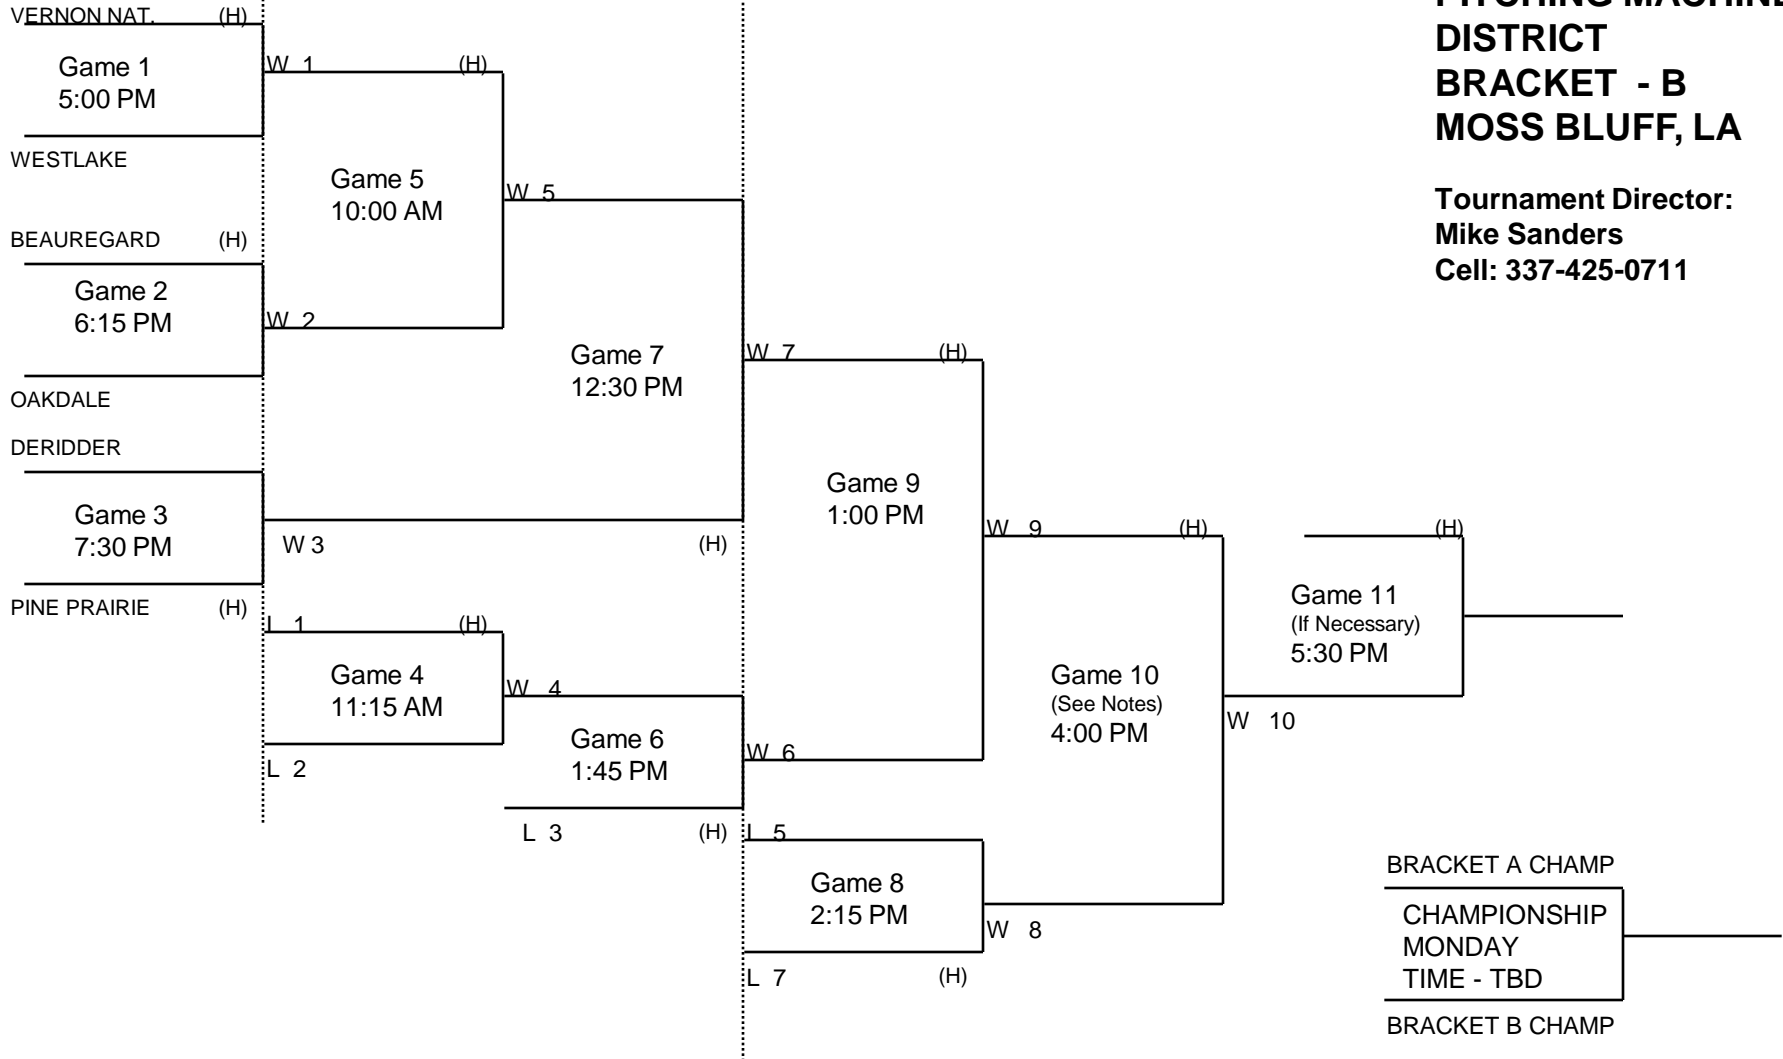 PITCHING MACHINE
DISTRICT
BRACKET - B
MOSS BLUFF, LA
Tournament Director:
Mike Sanders
Cell: 337-425-0711
VERNON NAT. (H)
Game 1
5:00 PM
WESTLAKE
BEAUREGARD (H)
Game 2
6:15 PM
OAKDALE
DERIDDER
Game 3
7:30 PM
PINE PRAIRIE (H)
W 1 (H)
Game 5
10:00 AM
W 2
W 5
Game 7
12:30 PM
W 3 (H)
L 1 (H)
Game 4
11:15 AM
L 2
W 4
Game 6
1:45 PM
L 3 (H)
W 7 (H)
Game 9
1:00 PM
W 6
L 5
Game 8
2:15 PM
L 7 (H)
W 9 (H)
Game 10
(See Notes)
4:00 PM
W 8
(H)
Game 11
(If Necessary)
5:30 PM
W 10
BRACKET A CHAMP
CHAMPIONSHIP
MONDAY
TIME - TBD
BRACKET B CHAMP